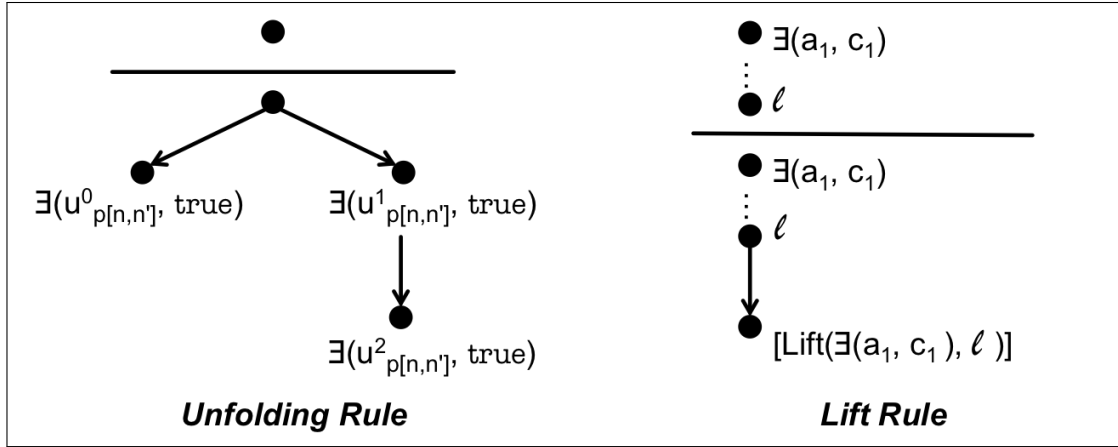 ∃(u⁰p[n,n'], true)
∃(u¹p[n,n'], true)
∃(u²p[n,n'], true)
Unfolding Rule
∃(a₁, c₁)
ℓ
∃(a₁, c₁)
ℓ
[Lift(∃(a₁, c₁ ), ℓ )]
Lift Rule